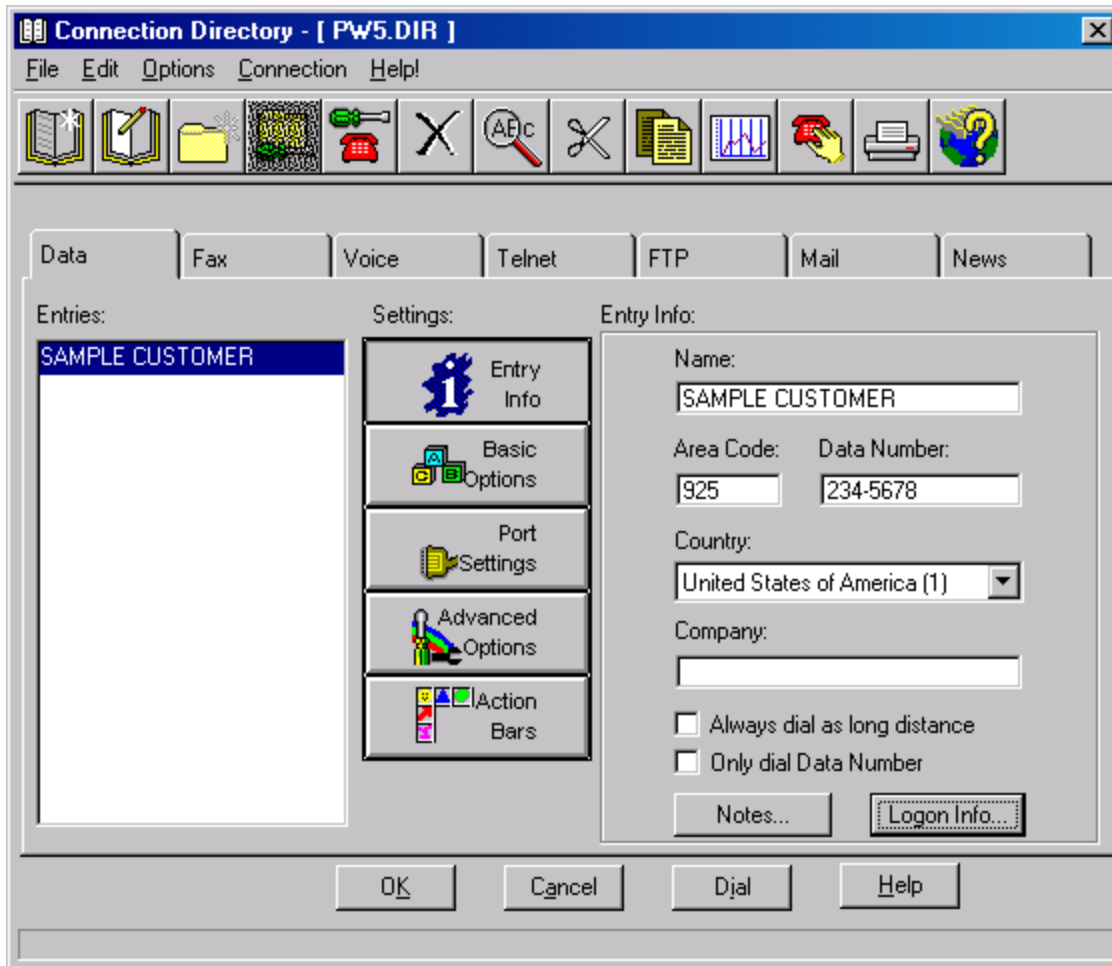 Connection Directory - [ PW5.DIR ]
File Edit Options Connection Help!
Data Fax Voice Telnet FTP Mail News
Entries:
SAMPLE CUSTOMER
Settings:
Entry
Info
Basic
Options
Port
Settings
Advanced
Options
Action
Bars
Entry Info:
Name:
SAMPLE CUSTOMER
Area Code: Data Number:
925 234-5678
Country:
United States of America (1)
Company:
Always dial as long distance
Only dial Data Number
Notes... Logon Info...
OK Cancel Dial Help